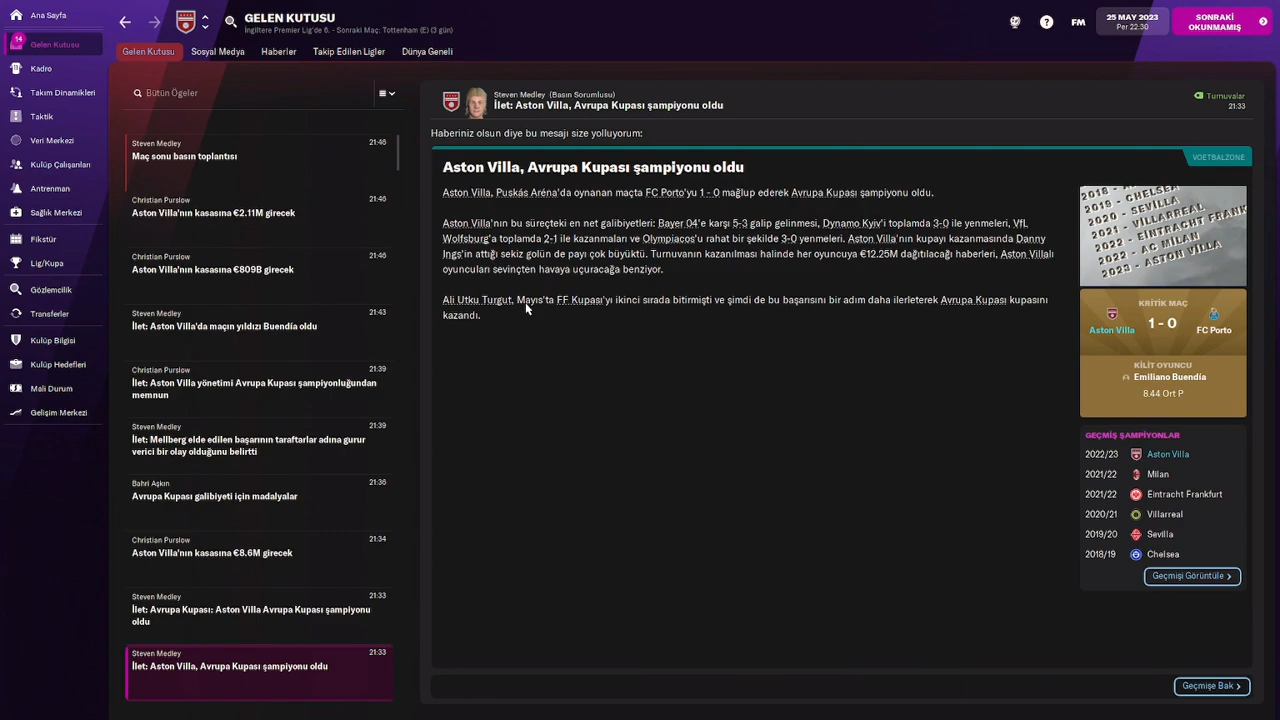 Ana Sayfa
14
Gelen Kutusu
Kadro
Takım Dinamikleri
Taktik
Veri Merkezi
Kulüp Çalışanları
Antrenman
Sağlık Merkezi
Fikstür
Lig/Kupa
Gözlemcilik
Transferler
Kulüp Bilgisi
Kulüp Hedefleri
Mali Durum
Gelişim Merkezi
GELEN KUTUSU
İngiltere Premier Lig'de 6. - Sonraki Maç: Tottenham (E) (3 gün)
FM
25 MAY 2023
Per 22.30
SONRAKİ
OKUNMAMIŞ
Gelen Kutusu
Sosyal Medya
Haberler
Takip Edilen Ligler
Dünya Geneli
Bütün Ögeler
Steven Medley 21:46
Maç sonu basın toplantısı
Christian Purslow 21:46
Aston Villa'nın kasasına €2.11M girecek
Christian Purslow 21:46
Aston Villa'nın kasasına €809B girecek
Steven Medley 21:43
İlet: Aston Villa'da maçın yıldızı Buendía oldu
Christian Purslow 21:39
İlet: Aston Villa yönetimi Avrupa Kupası şampiyonluğundan
memnun
Steven Medley 21:39
İlet: Mellberg elde edilen başarının taraftarlar adına gurur
verici bir olay olduğunu belirtti
Bahri Aşkın 21:36
Avrupa Kupası galibiyeti için madalyalar
Christian Purslow 21:34
Aston Villa'nın kasasına €8.6M girecek
Steven Medley 21:33
İlet: Avrupa Kupası: Aston Villa Avrupa Kupası şampiyonu
oldu
Steven Medley 21:33
İlet: Aston Villa, Avrupa Kupası şampiyonu oldu
Steven Medley (Basın Sorumlusu)
İlet: Aston Villa, Avrupa Kupası şampiyonu oldu
Turnuvalar
21:33
Haberiniz olsun diye bu mesajı size yolluyorum:
VOETBALZONE
Aston Villa, Avrupa Kupası şampiyonu oldu
Aston Villa, Puskás Aréna'da oynanan maçta FC Porto'yu 1 - 0 mağlup ederek Avrupa Kupası şampiyonu oldu.
Aston Villa'nın bu süreçteki en net galibiyetleri: Bayer 04'e karşı 5-3 galip gelinmesi, Dynamo Kyiv'i toplamda 3-0 ile yenmeleri, VfL
Wolfsburg'a toplamda 2-1 ile kazanmaları ve Olympiacos'u rahat bir şekilde 3-0 yenmeleri. Aston Villa'nın kupayı kazanmasında Danny
Ings'in attığı sekiz golün de payı çok büyüktü. Turnuvanın kazanılması halinde her oyuncuya €12.25M dağıtılacağı haberleri, Aston Villalı
oyuncuları sevinçten havaya uçuracağa benziyor.
Ali Utku Turgut, Mayıs'ta FF Kupası'yı ikinci sırada bitirmişti ve şimdi de bu başarısını bir adım daha ilerleterek Avrupa Kupası kupasını
kazandı.
2019 - CHELSEA
2020 - SEVILLA
2021 - VILLARREAL
2022 - EINTRACHT FRANK
2022 - AC MILAN
2023 - ASTON VILLA
KRİTİK MAÇ
Aston Villa 1 - 0 FC Porto
KİLİT OYUNCU
Emiliano Buendía
8.44 Ort P
GEÇMİŞ ŞAMPİYONLAR
2022/23 Aston Villa
2021/22 Milan
2021/22 Eintracht Frankfurt
2020/21 Villarreal
2019/20 Sevilla
2018/19 Chelsea
Geçmişi Görüntüle
Geçmişe Bak